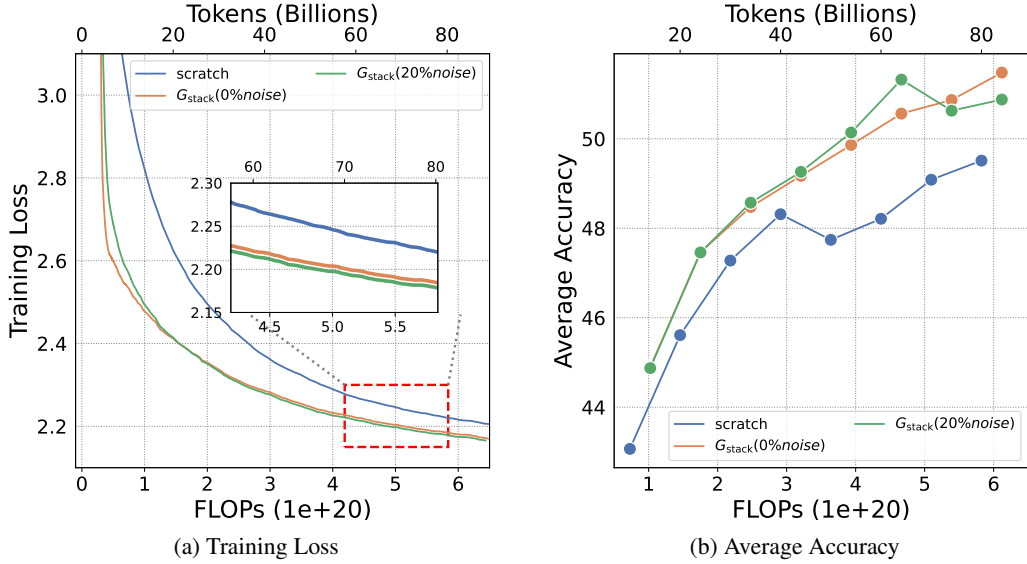 Tokens (Billions)
0 20 40 60 80
scratch
G_stack(0%noise)
G_stack(20%noise)
3.0
2.8
2.6
2.4
2.2
Training Loss
60 70 80
2.30
2.25
2.20
2.15
4.5 5.0 5.5
0 1 2 3 4 5 6
FLOPs (1e+20)
(a) Training Loss
Tokens (Billions)
20 40 60 80
50
48
46
44
Average Accuracy
scratch
G_stack(0%noise)
G_stack(20%noise)
1 2 3 4 5 6
FLOPs (1e+20)
(b) Average Accuracy